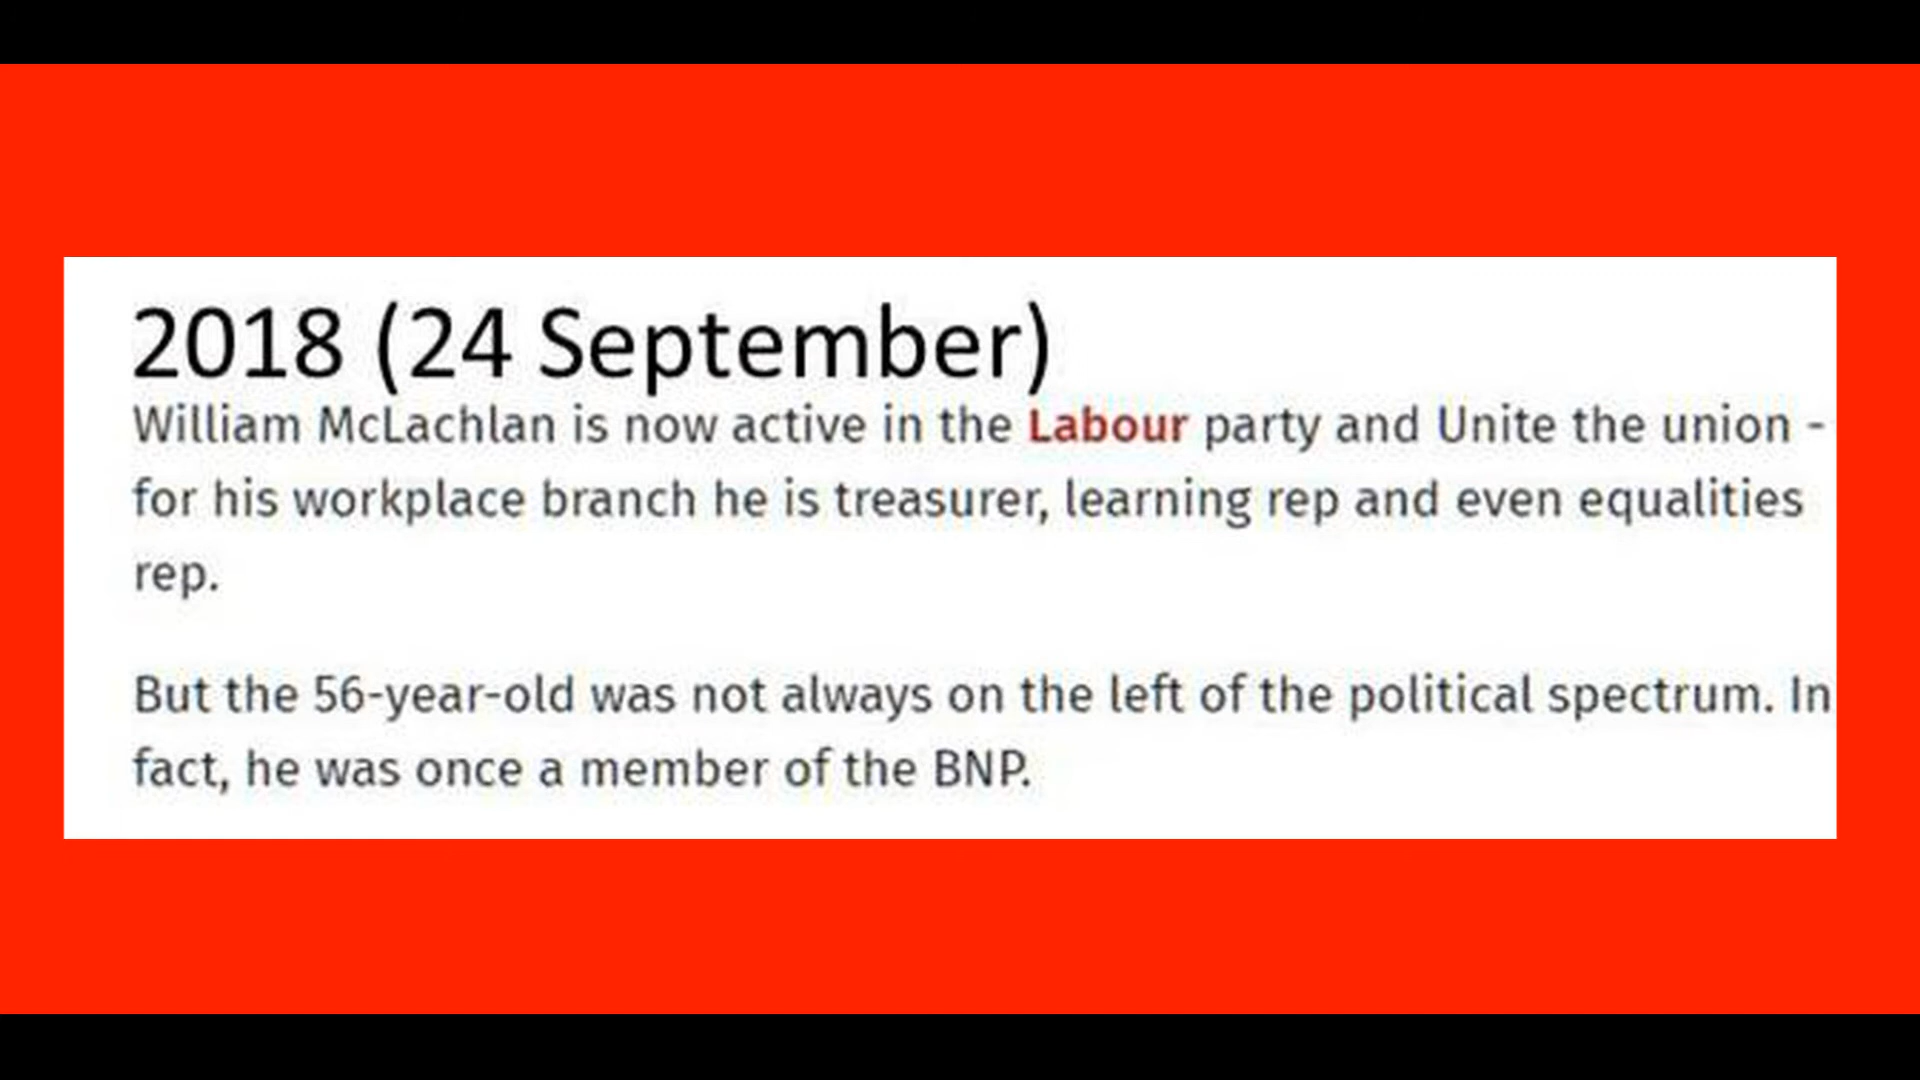 2018 (24 September)
William McLachlan is now active in the Labour party and Unite the union -
for his workplace branch he is treasurer, learning rep and even equalities
rep.
But the 56-year-old was not always on the left of the political spectrum. In
fact, he was once a member of the BNP.